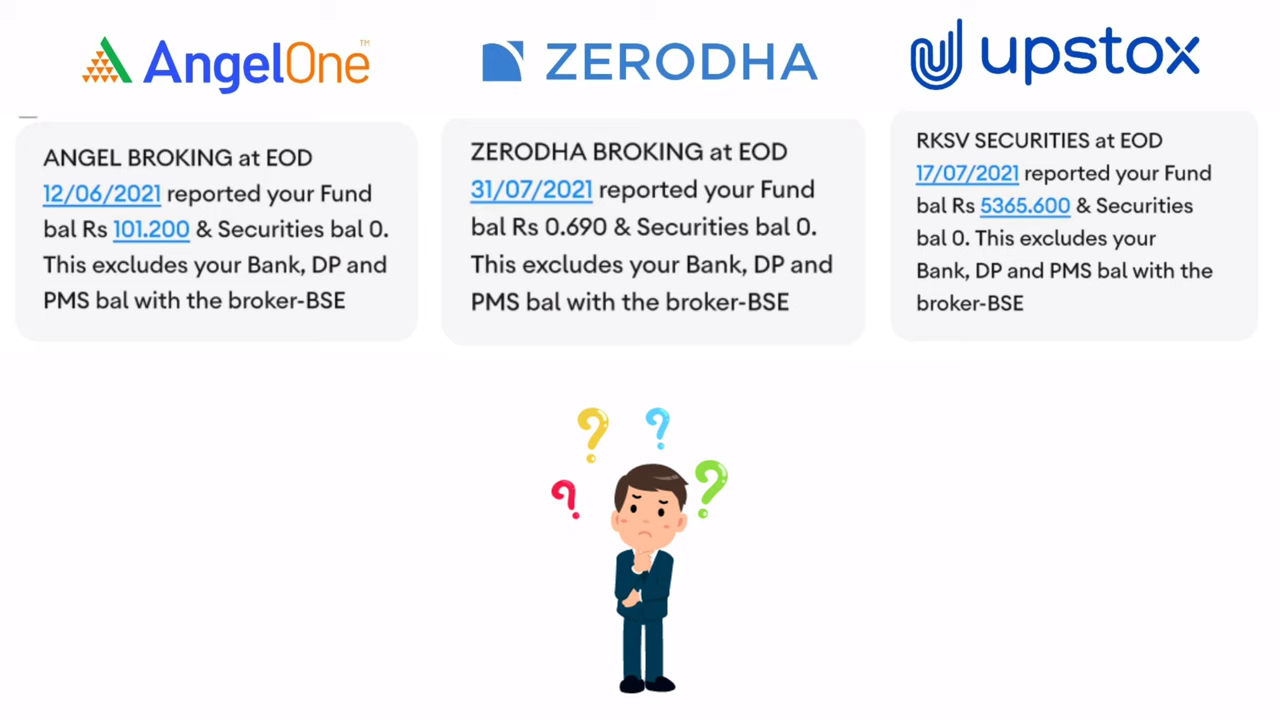 AngelOne™
ZERODHA
upstox
ANGEL BROKING at EOD
12/06/2021 reported your Fund
bal Rs 101.200 & Securities bal 0.
This excludes your Bank, DP and
PMS bal with the broker-BSE
ZERODHA BROKING at EOD
31/07/2021 reported your Fund
bal Rs 0.690 & Securities bal 0.
This excludes your Bank, DP and
PMS bal with the broker-BSE
RKSV SECURITIES at EOD
17/07/2021 reported your Fund
bal Rs 5365.600 & Securities
bal 0. This excludes your
Bank, DP and PMS bal with the
broker-BSE
? ? ? ?